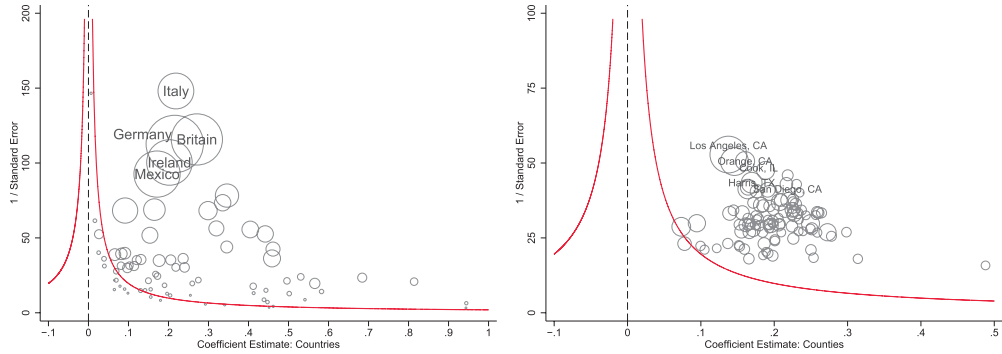 200
150
100
50
0
1 / Standard Error
Italy
Germany
Britain
Ireland
Mexico
−.1
0
.1
.2
.3
.4
.5
.6
.7
.8
.9
1
Coefficient Estimate: Countries
100
75
50
25
0
1 / Standard Error
Los Angeles, CA
Orange, CA
Cook, IL
Harris, TX
San Diego, CA
−.1
0
.1
.2
.3
.4
.5
Coefficient Estimate: Counties